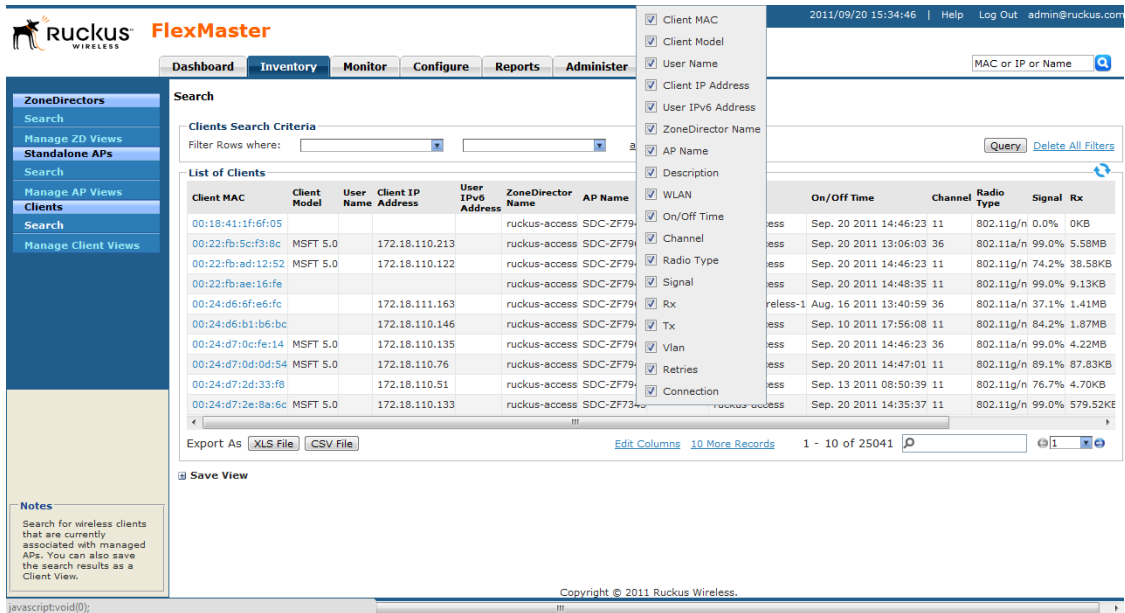 2011/09/20 15:34:46 | Help Log Out admin@ruckus.com
RUCKUS WIRELESS FlexMaster
Dashboard Inventory Monitor Configure Reports Administer
MAC or IP or Name
ZoneDirectors
Search
Manage ZD Views
Standalone APs
Search
Manage AP Views
Clients
Search
Manage Client Views
Search
Clients Search Criteria
Filter Rows where:
Query Delete All Filters
Client MAC
Client Model
User Name
Client IP Address
User IPv6 Address
ZoneDirector Name
AP Name
Description
WLAN
On/Off Time
Channel
Radio Type
Signal
Rx
Tx
Vlan
Retries
Connection
List of Clients
Client MAC Client Model User Name Client IP Address User IPv6 Address ZoneDirector Name AP Name On/Off Time Channel Radio Type Signal Rx
00:18:41:1f:6f:05 ruckus-access Sep. 20 2011 14:46:23 11 802.11g/n 0.0% 0KB
00:22:fb:5c:f3:8c MSFT 5.0 172.18.110.213 ruckus-access Sep. 20 2011 13:06:03 36 802.11a/n 99.0% 5.58MB
00:22:fb:ad:12:52 MSFT 5.0 172.18.110.122 ruckus-access Sep. 20 2011 14:46:23 11 802.11g/n 74.2% 38.58KB
00:22:fb:ae:16:fe ruckus-access Sep. 20 2011 14:48:35 11 802.11g/n 99.0% 9.13KB
00:24:d6:6f:e6:fc 172.18.111.163 ruckus-access Aug. 16 2011 13:40:59 36 802.11a/n 37.1% 1.41MB
00:24:d6:b1:b6:bc 172.18.110.146 ruckus-access Sep. 10 2011 17:56:08 11 802.11g/n 84.2% 1.87MB
00:24:d7:0c:fe:14 MSFT 5.0 172.18.110.135 ruckus-access Sep. 20 2011 14:46:23 36 802.11a/n 99.0% 4.22MB
00:24:d7:0d:0d:54 MSFT 5.0 172.18.110.76 ruckus-access Sep. 20 2011 14:47:01 11 802.11g/n 89.1% 87.83KB
00:24:d7:2d:33:f8 172.18.110.51 ruckus-access Sep. 13 2011 08:50:39 11 802.11g/n 76.7% 4.70KB
00:24:d7:2e:8a:6c MSFT 5.0 172.18.110.133 ruckus-access Sep. 20 2011 14:35:37 11 802.11g/n 99.0%
Export As XLS File CSV File Edit Columns 10 More Records 1 - 10 of 25041 1
Save View
Notes
Search for wireless clients
that are currently
associated with managed
APs. You can also save
the search results as a
Client View.
Copyright © 2011 Ruckus Wireless.
javascript:void(0);